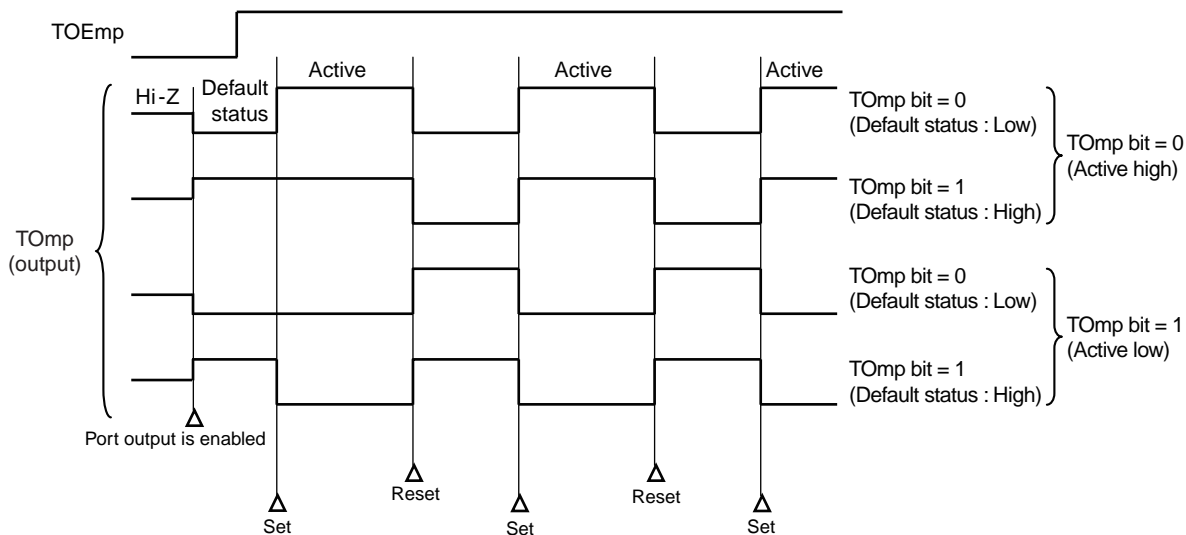 TOEmp
Active
Active
Active
Hi-Z
Default
status
TOmp bit = 0
(Default status : Low)
TOmp bit = 0
(Active high)
TOmp bit = 1
(Default status : High)
TOmp
(output)
TOmp bit = 0
(Default status : Low)
TOmp bit = 1
(Active low)
TOmp bit = 1
(Default status : High)
Port output is enabled
Reset
Reset
Set
Set
Set